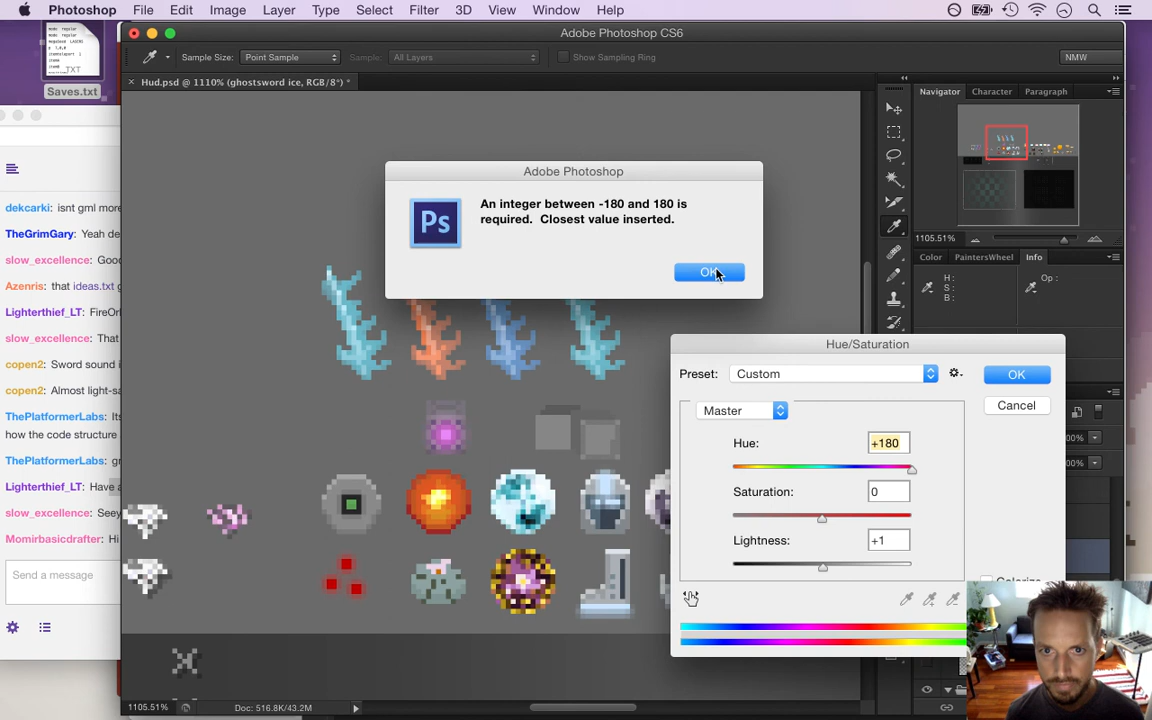 Photoshop File Edit Image Layer Type Select Filter 3D View Window Help
Adobe Photoshop CS6
TXT
Saves.txt
Sample Size: Point Sample Sample: All Layers Show Sampling Ring NMW
Hud.psd @ 1110% (ghostsword ice, RGB/8*) *
Navigator Character Paragraph
1105.51%
Color PaintersWheel Info
H:
S:
B:
Op:
Adobe Photoshop
Ps
An integer between -180 and 180 is
required. Closest value inserted.
OK
Hue/Saturation
Preset: Custom
OK
Cancel
Master
Hue: +180
Saturation: 0
Lightness: +1
Colorize
dekcarki: isnt gml more
TheGrimGary: Yeah de
slow_excellence: Good
Azenris: that ideas.txt g
Lighterthief_LT: FireOrl
slow_excellence: That
copen2: Sword sound i
copen2: Almost light-sa
ThePlatformerLabs: Its
how the code structure
ThePlatformerLabs: gr
Lighterthief_LT: Have a
slow_excellence: Seey
Momirbasicdrafter: Hi
Send a message
1105.51% Doc: 516.8K/43.2M